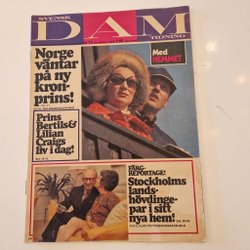 SVENSK
DAM
TIDNING
Med
HEMMET
Norge
väntar
på ny
kron-
prins!
Prins
Bertils &
Lilian
Craigs
liv i dag!
FÄRG-
REPORTAGE!
Stockholms
lands-
hövdinge-
par i sitt
nya hem!